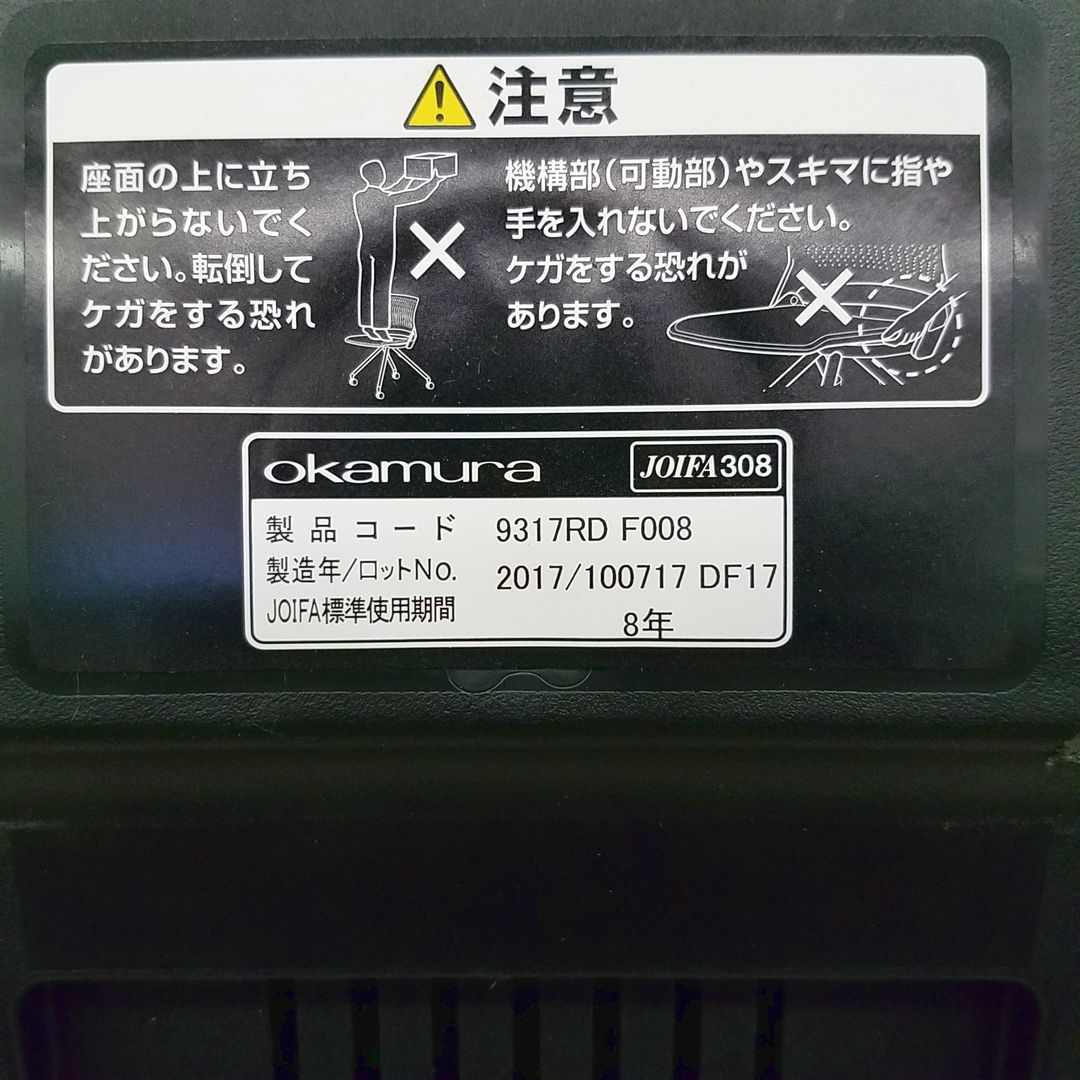 注意
座面の上に立ち
上がらないでく
ださい。転倒して
ケガをする恐れ
があります。
機構部(可動部)やスキマに指や
手を入れないでください。
ケガをする恐れが
あります。
okamura
JOIFA308
製品コード 9317RD F008
製造年/ロットNo. 2017/100717 DF17
JOIFA標準使用期間 8年